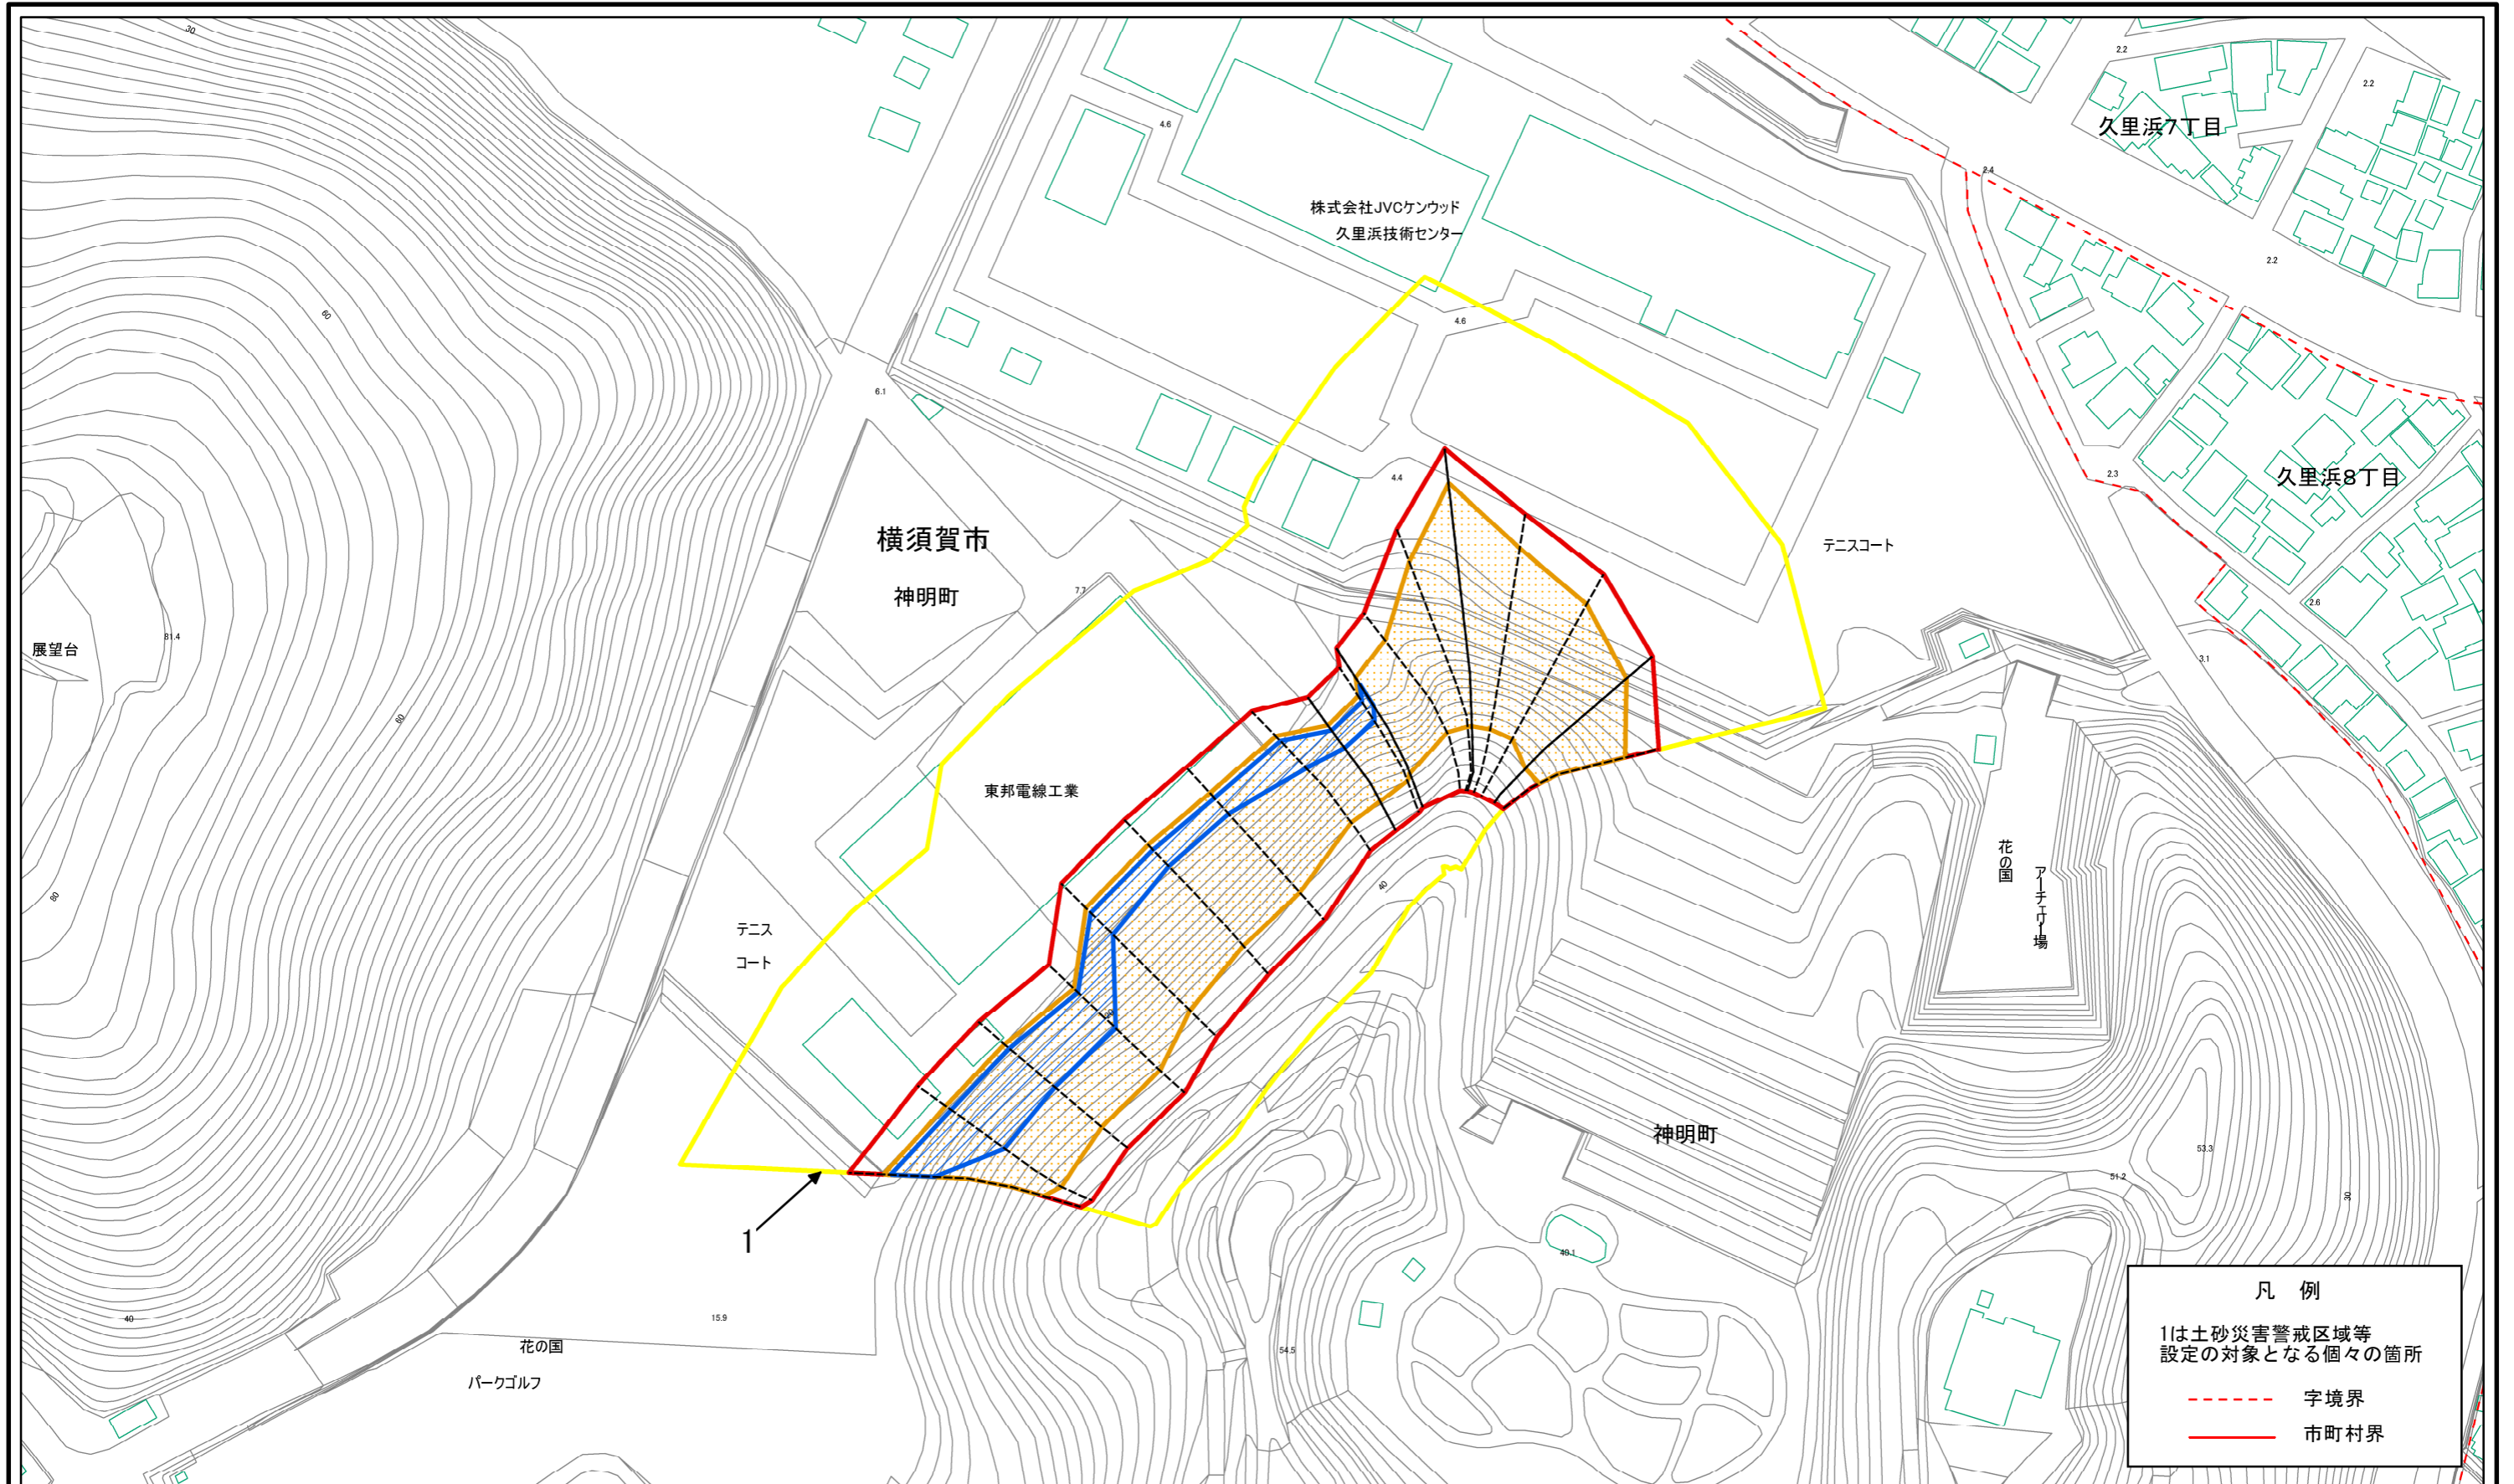 30
2.2
2.2
久里浜7丁目
4.6
2.4
株式会社JVCケンウッド
久里浜技術センター
2.2
60
4.6
6.1
4.4
2.3
久里浜8丁目
横須賀市
テニスコート
神明町
7.7
2.6
81.4
展望台
3.1
60
東邦電線工業
花の国
アーチェリー場
40
80
テニス
コート
20
神明町
53.3
51.2
30
1
40.1
15.9
40
花の国
54.5
パークゴルフ
凡 例
1は土砂災害警戒区域等
設定の対象となる個々の箇所
字境界
市町村界